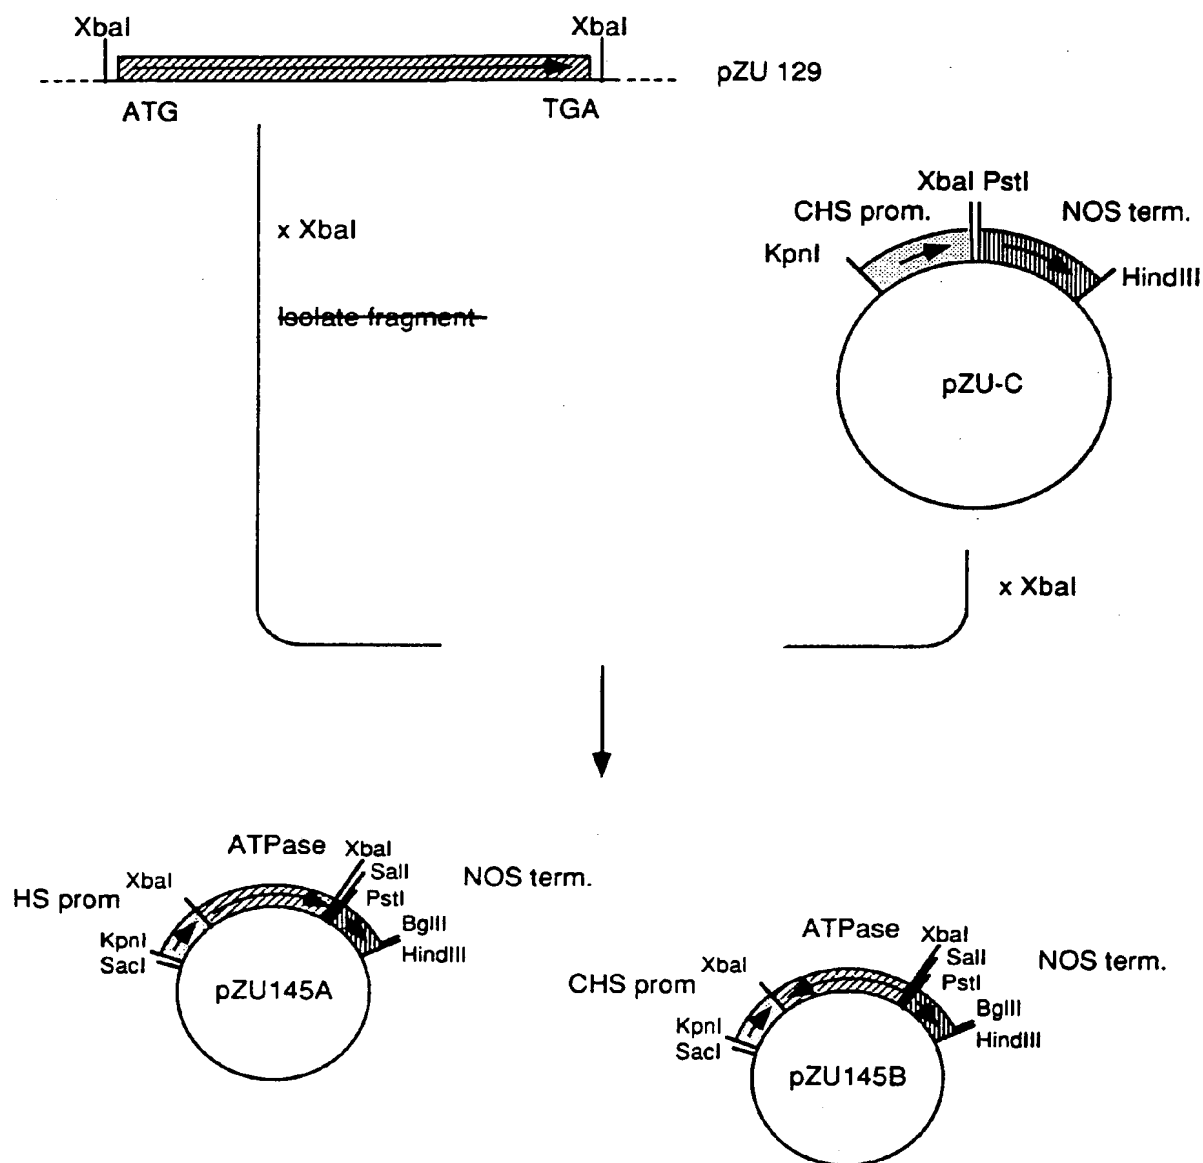 XbaI XbaI
pZU 129
ATG TGA
x XbaI
Isolate fragment
XbaI PstI
CHS prom. NOS term.
KpnI
HindIII
pZU-C
x XbaI
ATPase
XbaI
SalI
PstI
XbaI
HS prom
NOS term.
KpnI
SacI
BglII
HindIII
pZU145A
ATPase
XbaI
SalI
PstI
XbaI
CHS prom
NOS term.
KpnI
SacI
BglII
HindIII
pZU145B